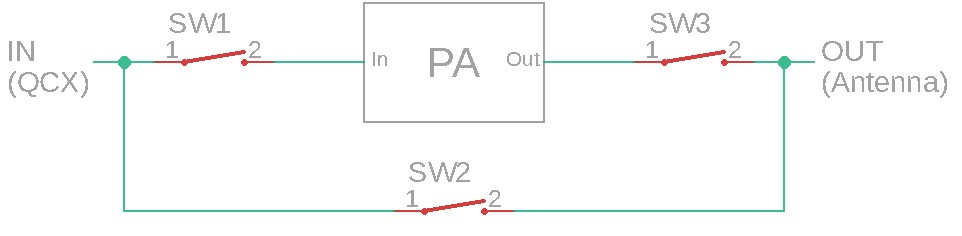 SW1
SW3
IN
(QCX)
1 2
In PA Out
1 2
OUT
(Antenna)
SW2
1 2